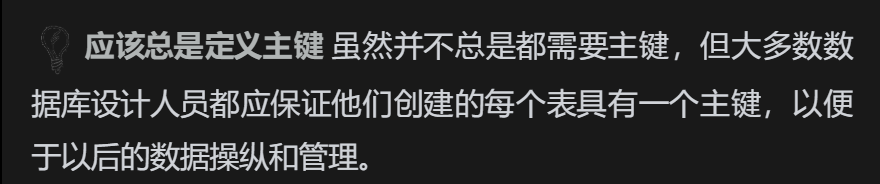 应该总是定义主键 虽然并不总是都需要主键，但大多数数
据库设计人员都应保证他们创建的每个表具有一个主键，以便
于以后的数据操纵和管理。